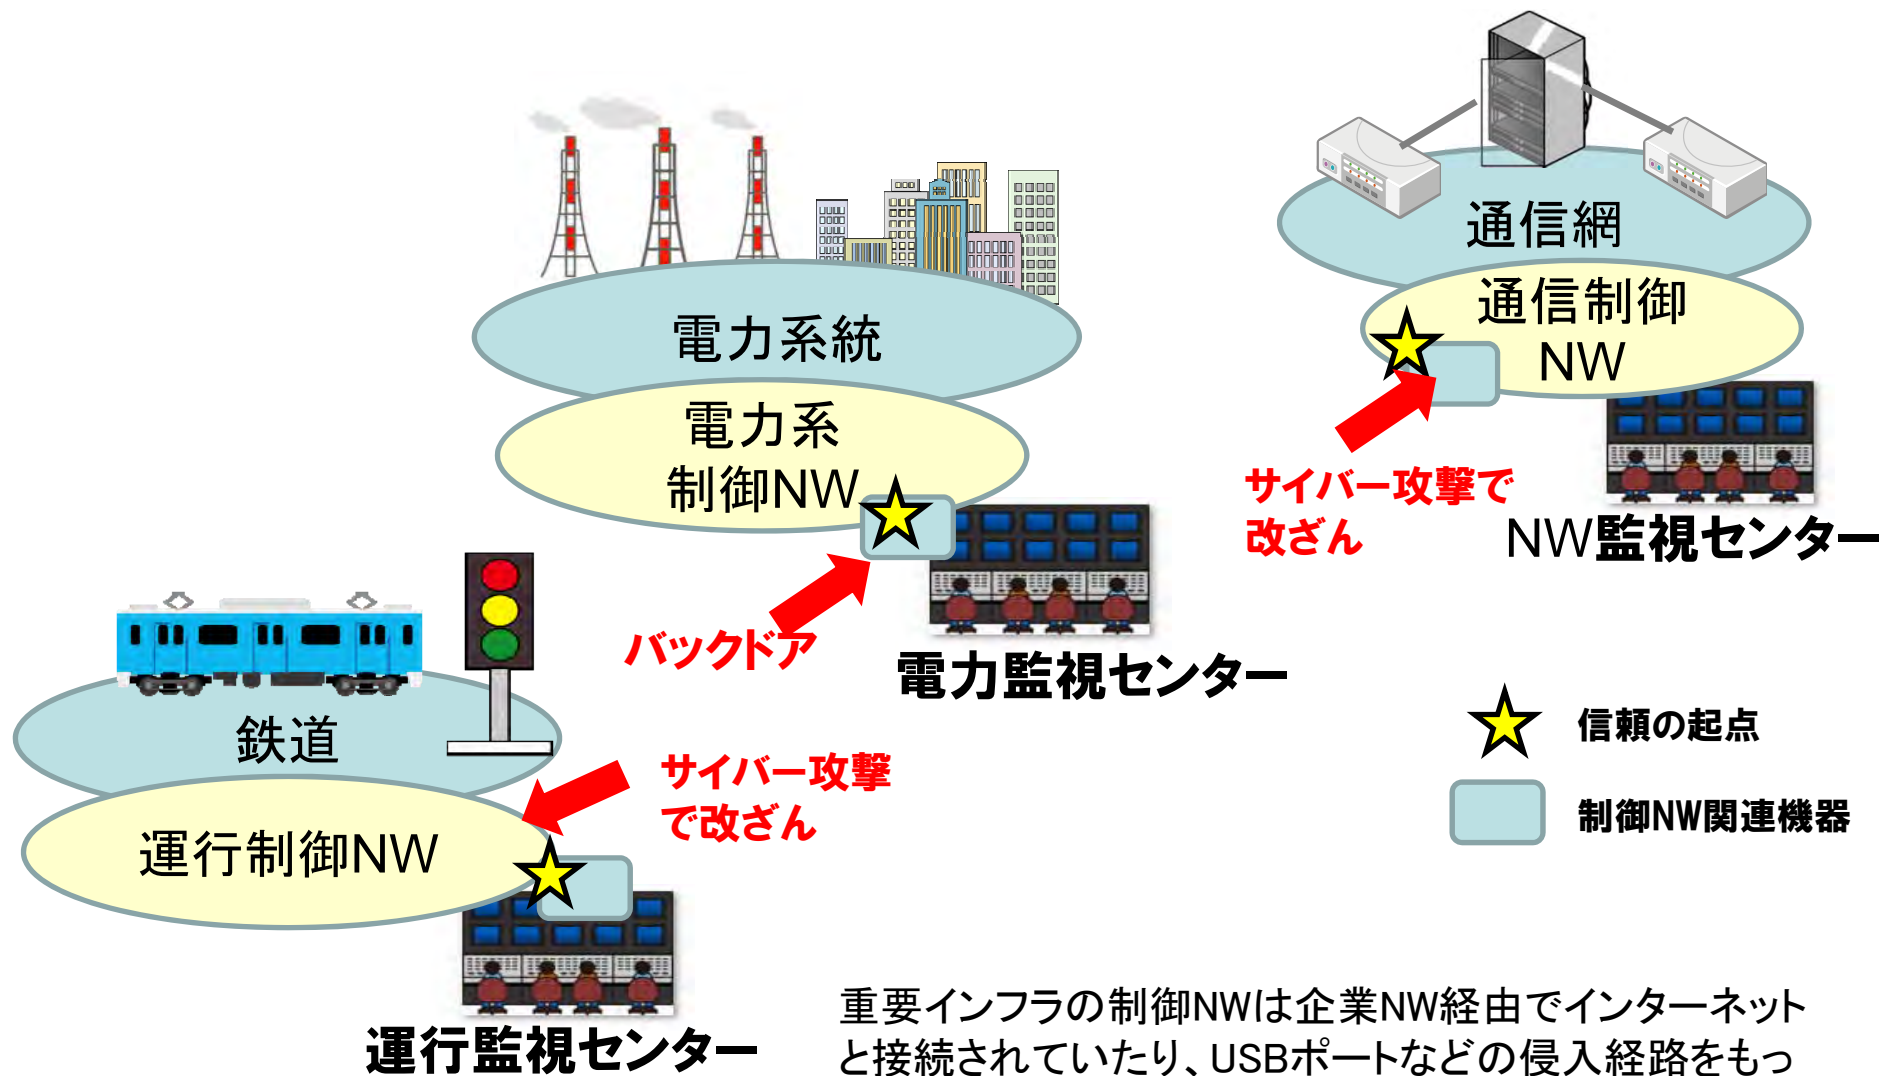 通信網
通信制御
NW
サイバー攻撃で
改ざん
NW監視センター
電力系統
電力系
制御NW
バックドア
電力監視センター
鉄道
運行制御NW
サイバー攻撃
で改ざん
運行監視センター
信頼の起点
制御NW関連機器
重要インフラの制御NWは企業NW経由でインターネット
と接続されていたり、USBポートなどの侵入経路をもっ